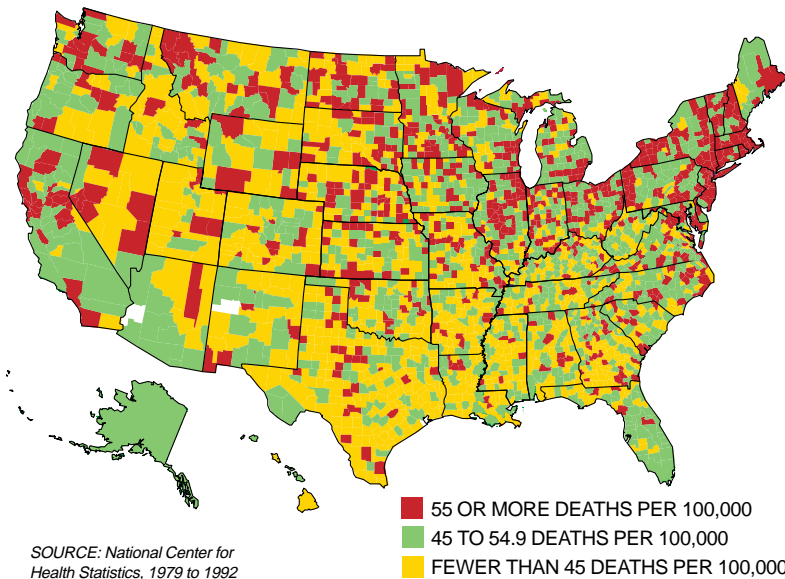 55 OR MORE DEATHS PER 100,000
45 TO 54.9 DEATHS PER 100,000
FEWER THAN 45 DEATHS PER 100,000
SOURCE: National Center for
Health Statistics, 1979 to 1992